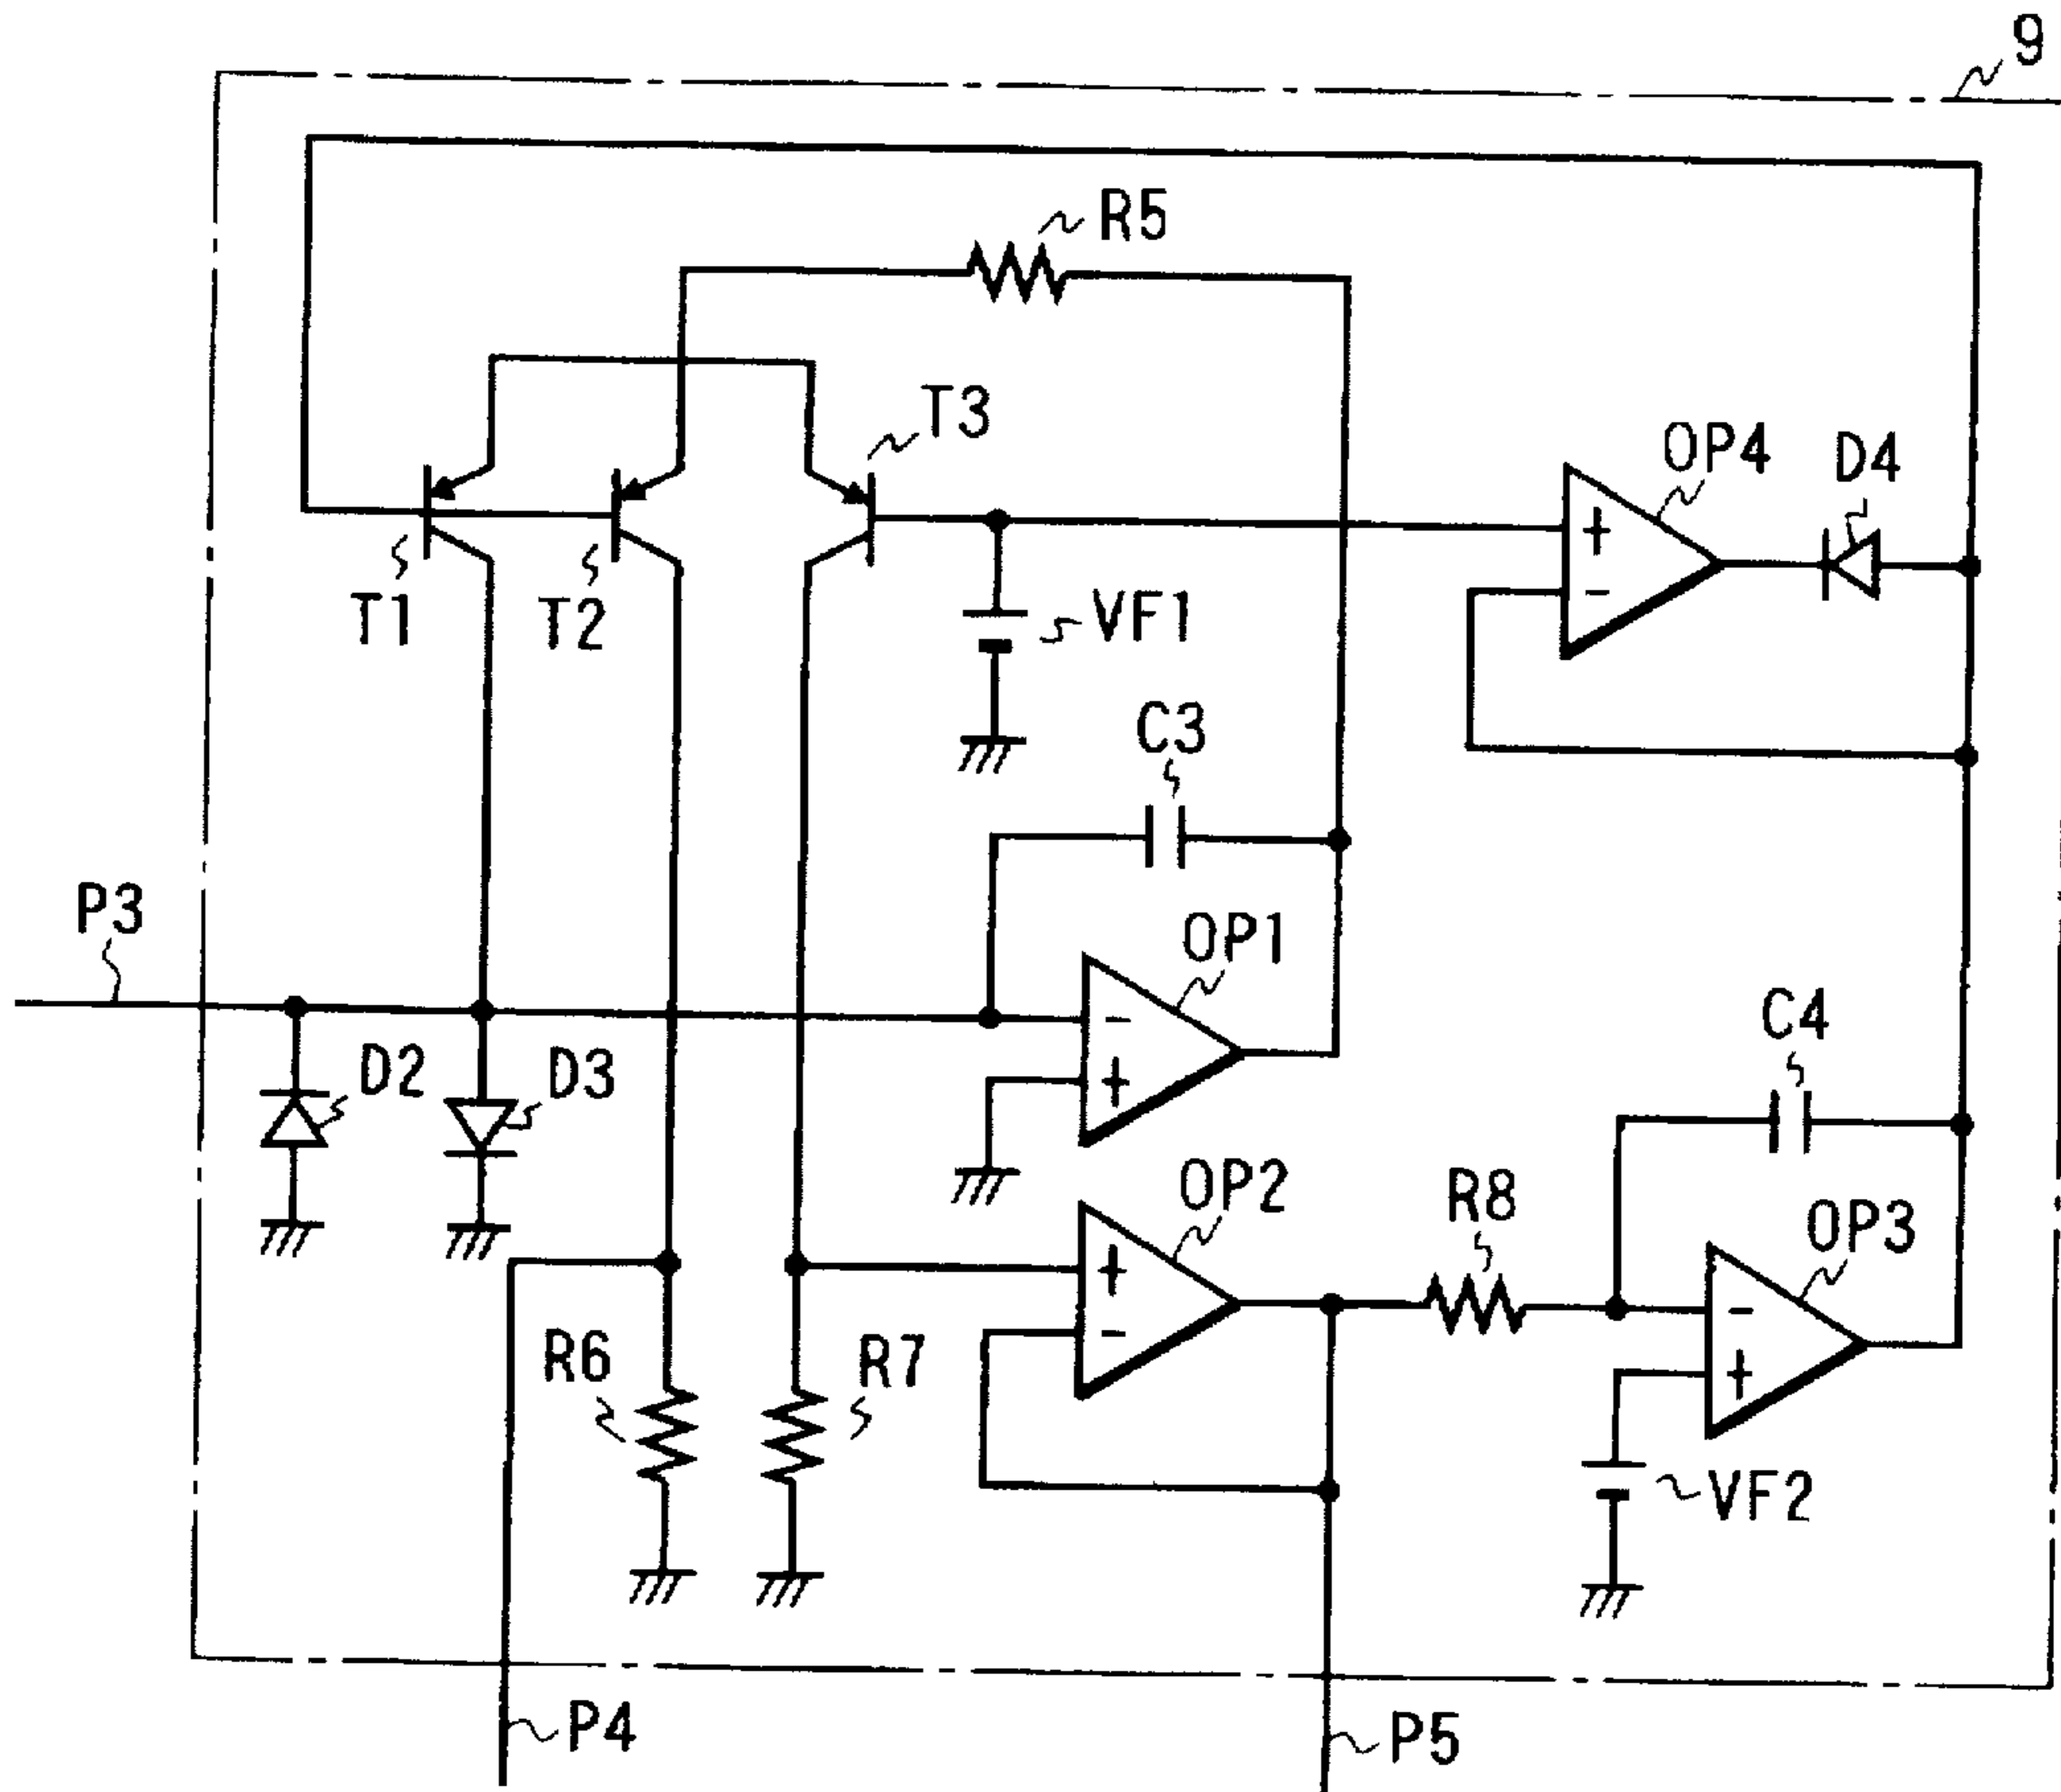 9
R5
T3
OP4
D4
T1
T2
VF1
+
-
C3
P3
OP1
-
+
D2
D3
C4
OP2
R8
OP3
+
-
-
+
R6
R7
VF2
P4
P5